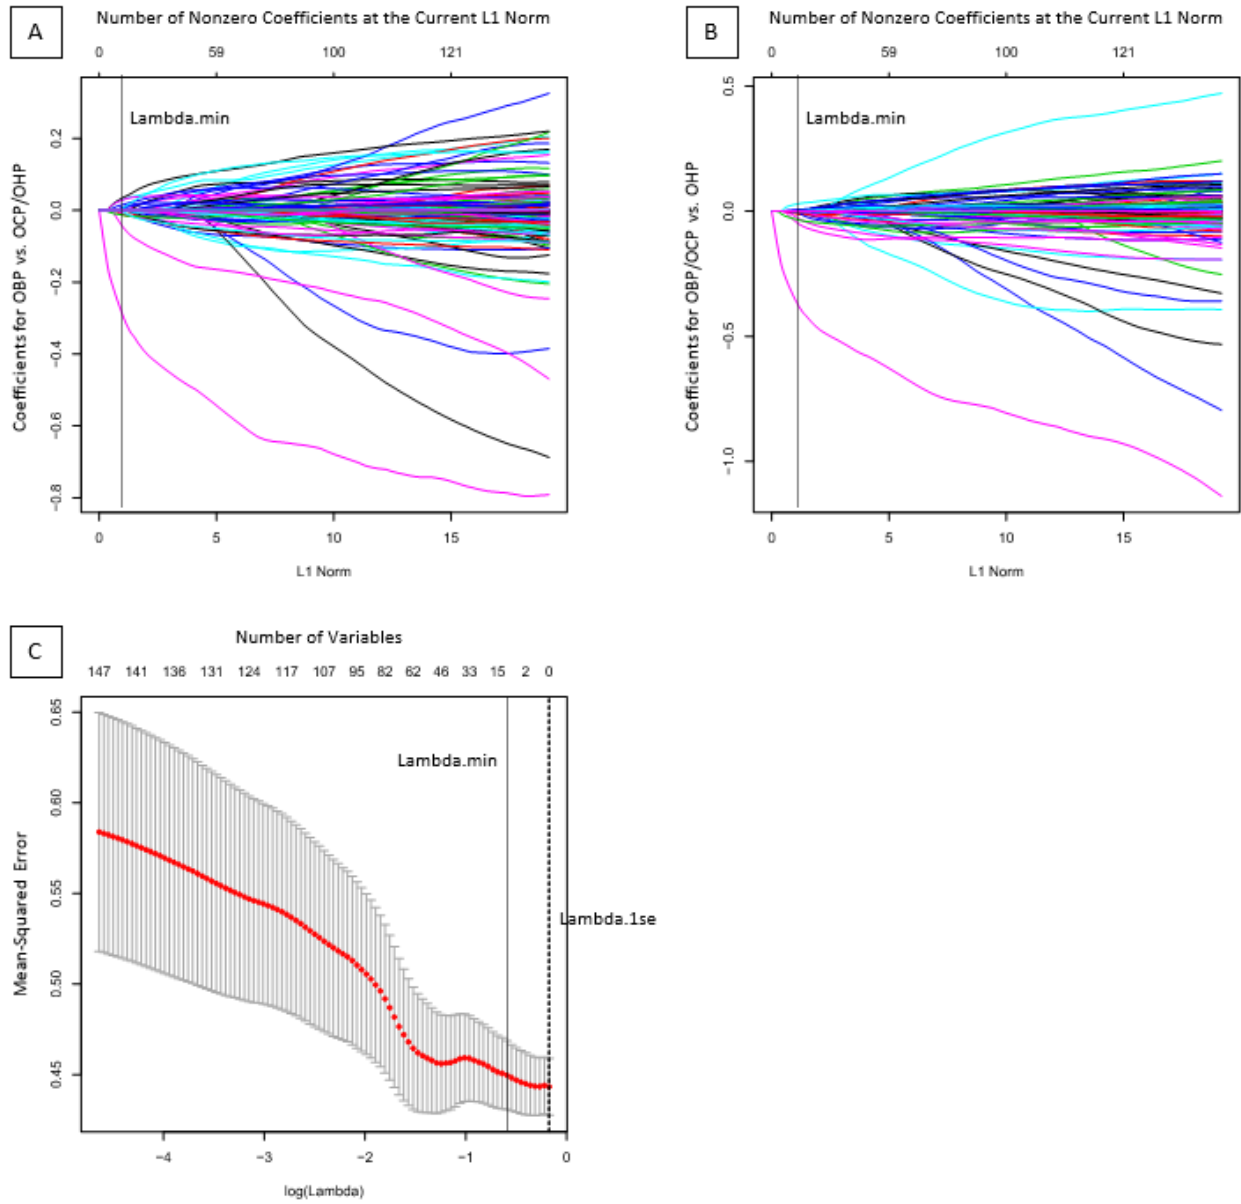 A
Number of Nonzero Coefficients at the Current L1 Norm
0 59 100 121
Lambda.min
Coefficients for OBP vs. OCP/OHP
0.2
0.0
−0.2
−0.4
−0.6
−0.8
0 5 10 15
L1 Norm
B
Number of Nonzero Coefficients at the Current L1 Norm
0 59 100 121
Lambda.min
Coefficients for OBP/OCP vs. OHP
0.5
0.0
−0.5
−1.0
0 5 10 15
L1 Norm
C
Number of Variables
147 141 136 131 124 117 107 95 82 62 46 33 15 2 0
Lambda.min
Lambda.1se
Mean-Squared Error
0.65
0.60
0.55
0.50
0.45
−4 −3 −2 −1 0
log(Lambda)